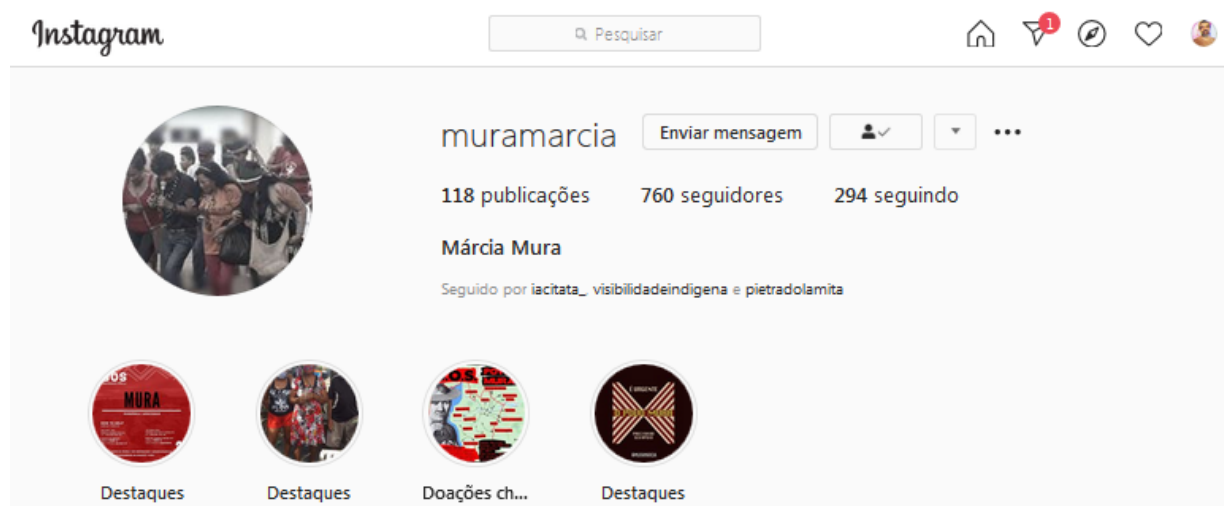 Instagram
Pesquisar
1
muramarcia Enviar mensagem
118 publicações 760 seguidores 294 seguindo
Márcia Mura
Seguido por iacitata_, visibilidadeindigena e pietradolamita
MURA
É URGENTE
Destaques Destaques Doações ch... Destaques